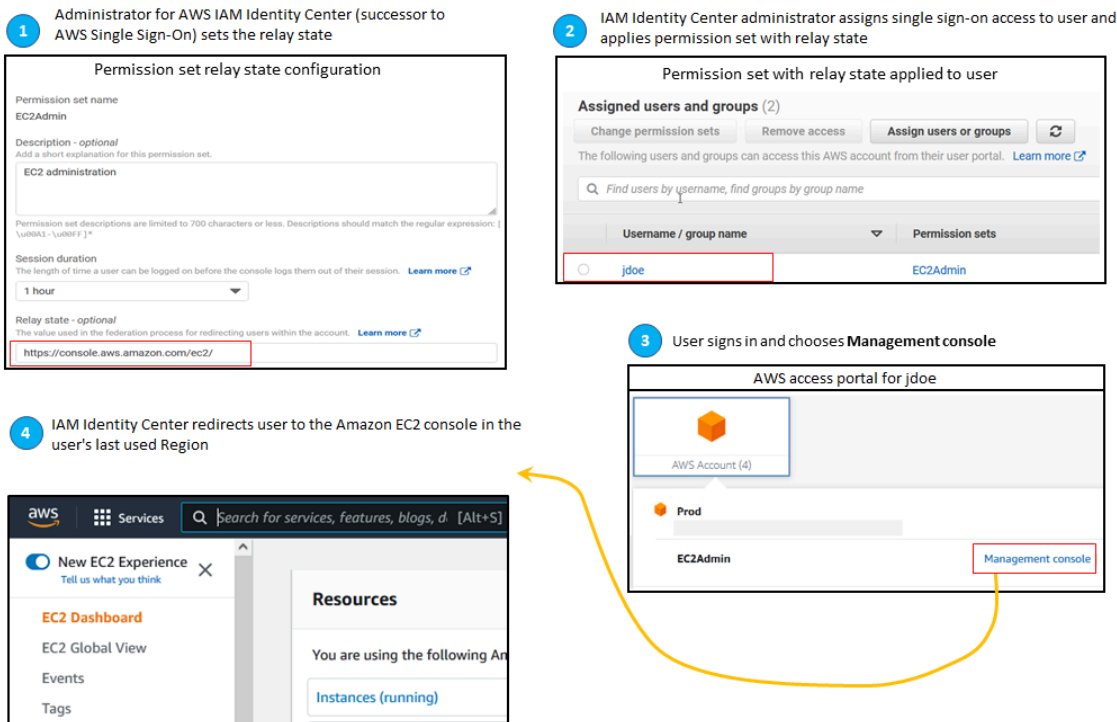 1
Administrator for AWS IAM Identity Center (successor to
AWS Single Sign-On) sets the relay state
Permission set relay state configuration
Permission set name
EC2Admin
Description - optional
Add a short explanation for this permission set.
EC2 administration
Permission set descriptions are limited to 700 characters or less. Descriptions should match the regular expression: [
\u00A1-\u00FF]*
Session duration
The length of time a user can be logged on before the console logs them out of their session. Learn more
1 hour
Relay state - optional
The value used in the federation process for redirecting users within the account. Learn more
https://console.aws.amazon.com/ec2/
2
IAM Identity Center administrator assigns single sign-on access to user and
applies permission set with relay state
Permission set with relay state applied to user
Assigned users and groups (2)
Change permission sets Remove access Assign users or groups
The following users and groups can access this AWS account from their user portal. Learn more
Find users by username, find groups by group name
Username / group name Permission sets
jdoe EC2Admin
3
User signs in and chooses Management console
AWS access portal for jdoe
AWS Account (4)
Prod
EC2Admin Management console
4
IAM Identity Center redirects user to the Amazon EC2 console in the
user's last used Region
aws Services Search for services, features, blogs, d [Alt+S]
New EC2 Experience
Tell us what you think
EC2 Dashboard
EC2 Global View
Events
Tags
Resources
You are using the following Am
Instances (running)